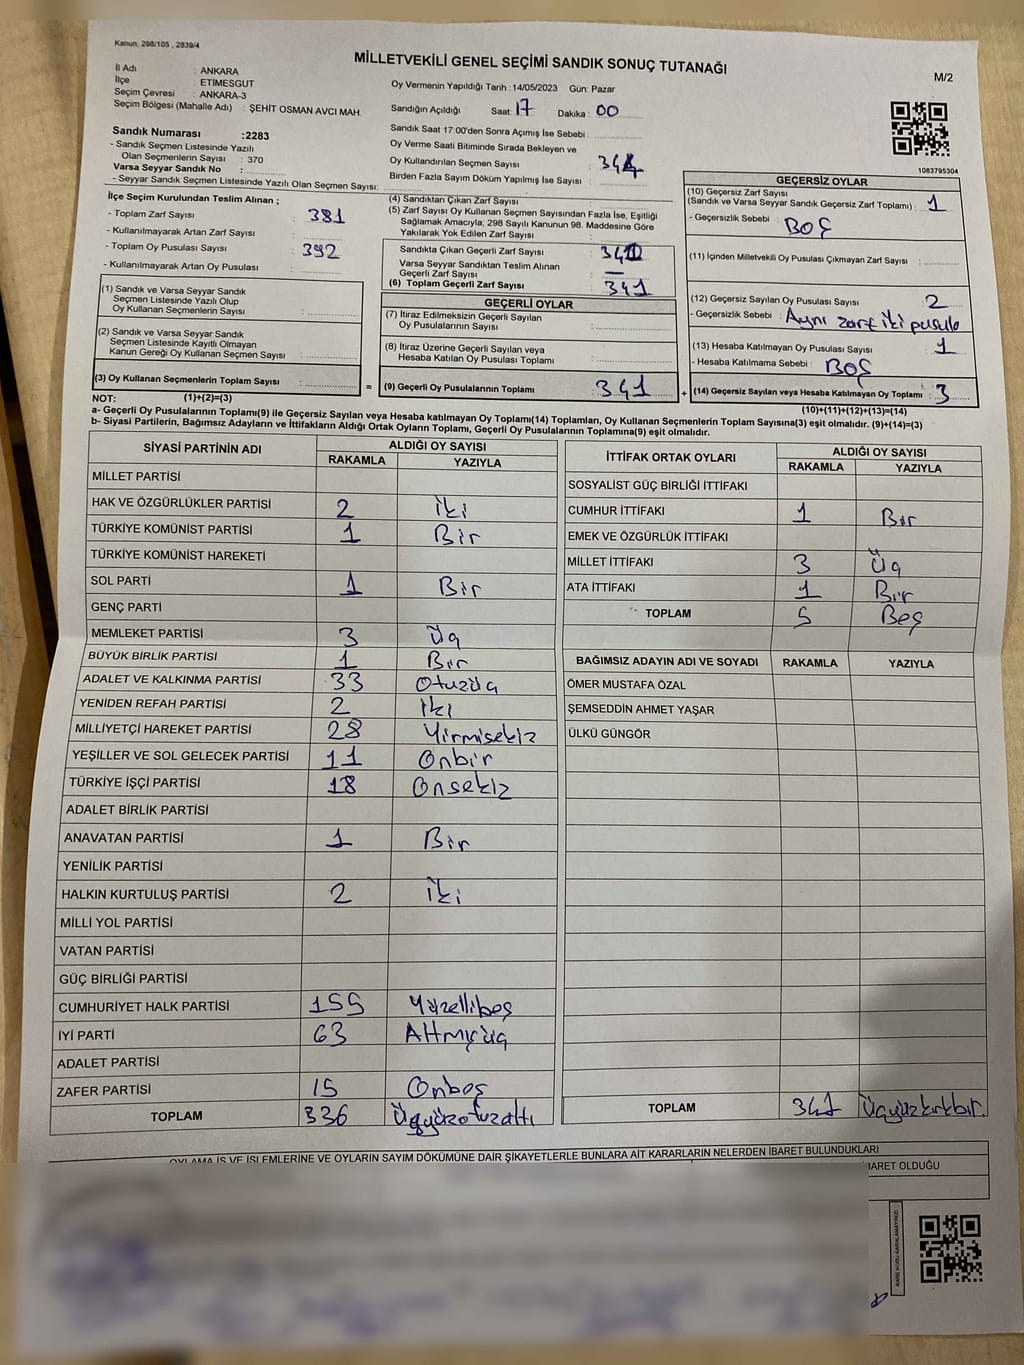 Kanun, 298/105 , 2839/4
MİLLETVEKİLİ GENEL SEÇİMİ SANDIK SONUÇ TUTANAĞI
M/2
İl Adı : ANKARA
İlçe : ETİMESGUT
Seçim Çevresi : ANKARA-3
Seçim Bölgesi (Mahalle Adı) : ŞEHİT OSMAN AVCI MAH.
Sandık Numarası :2283
- Sandık Seçmen Listesinde Yazılı
Olan Seçmenlerin Sayısı : 370
Varsa Seyyar Sandık No :
- Seyyar Sandık Seçmen Listesinde Yazılı Olan Seçmen Sayısı:
Oy Vermenin Yapıldığı Tarih : 14/05/2023 Gün: Pazar
Sandığın Açıldığı Saat: 17 Dakika : 00
Sandık Saat 17:00'den Sonra Açımış İse Sebebi :
Oy Verme Saati Bitiminde Sırada Bekleyen ve
Oy Kullandırılan Seçmen Sayısı :
Birden Fazla Sayım Döküm Yapılmış İse Sayısı :
1083795304
İlçe Seçim Kurulundan Teslim Alınan ;
- Toplam Zarf Sayısı : 381
- Kullanılmayarak Artan Zarf Sayısı :
- Toplam Oy Pusulası Sayısı : 392
- Kullanılmayarak Artan Oy Pusulası :
(1) Sandık ve Varsa Seyyar Sandık
Seçmen Listesinde Yazılı Olup
Oy Kullanan Seçmenlerin Sayısı :
(2) Sandık ve Varsa Seyyar Sandık
Seçmen Listesinde Kayıtlı Olmayan
Kanun Gereği Oy Kullanan Seçmen Sayısı :
(3) Oy Kullanan Seçmenlerin Toplam Sayısı :
(1)+(2)=(3)
(4) Sandıktan Çıkan Zarf Sayısı :
(5) Zarf Sayısı Oy Kullanan Seçmen Sayısından Fazla İse, Eşitliği
Sağlamak Amacıyla; 298 Sayılı Kanunun 98. Maddesine Göre
Yakılarak Yok Edilen Zarf Sayısı :
Sandıkta Çıkan Geçerli Zarf Sayısı :
Varsa Seyyar Sandıktan Teslim Alınan
Geçerli Zarf Sayısı : —
(6) Toplam Geçerli Zarf Sayısı : 341
GEÇERLİ OYLAR
(7) İtiraz Edilmeksizin Geçerli Sayılan
Oy Pusulalarının Sayısı :
(8) İtiraz Üzerine Geçerli Sayılan veya
Hesaba Katılan Oy Pusulası Toplamı :
= (9) Geçerli Oy Pusulalarının Toplamı : 341 +
GEÇERSİZ OYLAR
(10) Geçersiz Zarf Sayısı
(Sandık ve Varsa Seyyar Sandık Geçersiz Zarf Toplamı) : 1
- Geçersizlik Sebebi : BOŞ
(11) İçinden Milletvekili Oy Pusulası Çıkmayan Zarf Sayısı :
(12) Geçersiz Sayılan Oy Pusulası Sayısı : 2
- Geçersizlik Sebebi : Aynı zarf iki pusula
(13) Hesaba Katılmayan Oy Pusulası Sayısı : 1
- Hesaba Katılmama Sebebi : BOŞ
(14) Geçersiz Sayılan veya Hesaba Katılmayan Oy Toplamı : 3
(10)+(11)+(12)+(13)=(14)
NOT:
a- Geçerli Oy Pusulalarının Toplamı(9) ile Geçersiz Sayılan veya Hesaba katılmayan Oy Toplamı(14) Toplamları, Oy Kullanan Seçmenlerin Toplam Sayısına(3) eşit olmalıdır. (9)+(14)=(3)
b- Siyasi Partilerin, Bağımsız Adayların ve İttifakların Aldığı Ortak Oyların Toplamı, Geçerli Oy Pusulalarının Toplamına(9) eşit olmalıdır.
SİYASİ PARTİNİN ADI ALDIĞI OY SAYISI
RAKAMLA YAZIYLA
MİLLET PARTİSİ
HAK VE ÖZGÜRLÜKLER PARTİSİ 2 İki
TÜRKİYE KOMÜNİST PARTİSİ 1 Bir
TÜRKİYE KOMÜNİST HAREKETİ
SOL PARTİ 1 Bir
GENÇ PARTİ
MEMLEKET PARTİSİ 3 Üç
BÜYÜK BİRLİK PARTİSİ 1 Bir
ADALET VE KALKINMA PARTİSİ 33 Otuzüç
YENİDEN REFAH PARTİSİ 2 İki
MİLLİYETÇİ HAREKET PARTİSİ 28 Yirmisekiz
YEŞİLLER VE SOL GELECEK PARTİSİ 11 Onbir
TÜRKİYE İŞÇİ PARTİSİ 18 Onsekiz
ADALET BİRLİK PARTİSİ
ANAVATAN PARTİSİ 1 Bir
YENİLİK PARTİSİ
HALKIN KURTULUŞ PARTİSİ 2 İki
MİLLİ YOL PARTİSİ
VATAN PARTİSİ
GÜÇ BİRLİĞİ PARTİSİ
CUMHURİYET HALK PARTİSİ 155 Yüzellibeş
İYİ PARTİ 63 Altmışüç
ADALET PARTİSİ
ZAFER PARTİSİ 15 Onbeş
TOPLAM 336 Üçyüzotuzaltı
İTTİFAK ORTAK OYLARI ALDIĞI OY SAYISI
RAKAMLA YAZIYLA
SOSYALİST GÜÇ BİRLİĞİ İTTİFAKI
CUMHUR İTTİFAKI 1 Bir
EMEK VE ÖZGÜRLÜK İTTİFAKI
MİLLET İTTİFAKI 3 Üç
ATA İTTİFAKI 1 Bir
TOPLAM 5 Beş
BAĞIMSIZ ADAYIN ADI VE SOYADI RAKAMLA YAZIYLA
ÖMER MUSTAFA ÖZAL
ŞEMSEDDİN AHMET YAŞAR
ÜLKÜ GÜNGÖR
TOPLAM 341 Üçyüzkırkbir.
OYLAMA İŞ VE İŞLEMLERİNE VE OYLARIN SAYIM DÖKÜMÜNE DAİR ŞİKAYETLERLE BUNLARA AİT KARARLARIN NELERDEN İBARET BULUNDUKLARI
BARET OLDUĞU
KARE KODU KARALAMAYINIZ!